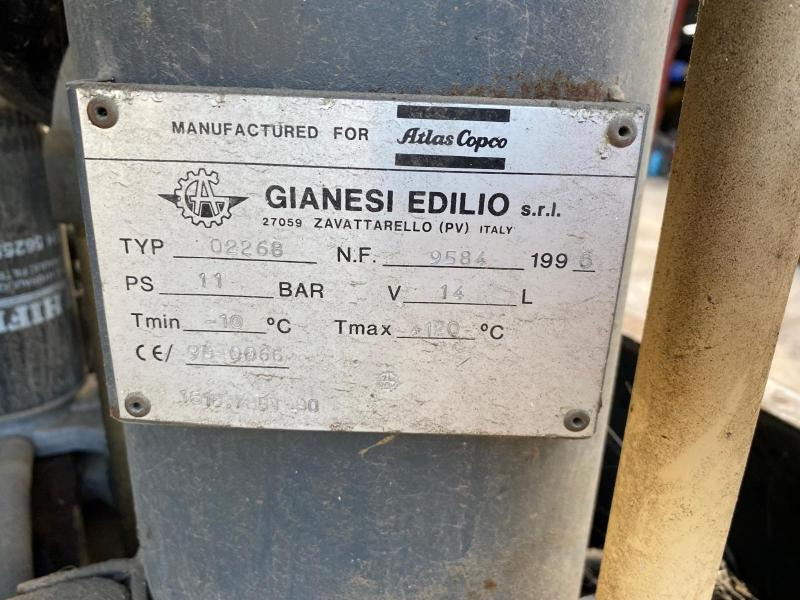 MANUFACTURED FOR Atlas Copco
GIANESI EDILIO s.r.l.
27059 ZAVATTARELLO (PV) ITALY
TYP 02268 N.F. 9584 1996
PS 11 BAR V 14 L
Tmin -10 °C Tmax +120 °C
CE/ 0066
HIFI